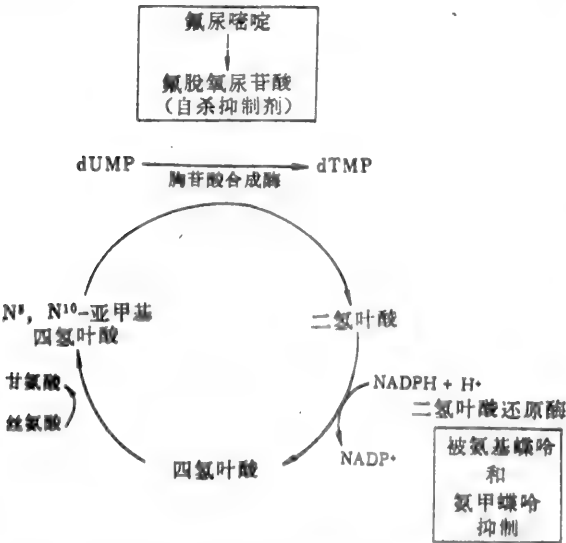 氟尿嘧啶
氟脱氧尿苷酸
（自杀抑制剂）
dUMP
dTMP
胸苷酸合成酶
N⁵，N¹⁰-亚甲基
四氢叶酸
二氢叶酸
甘氨酸
丝氨酸
NADPH + H⁺
二氢叶酸还原酶
NADP⁺
四氢叶酸
被氨基蝶呤
和
氨甲蝶呤
抑制